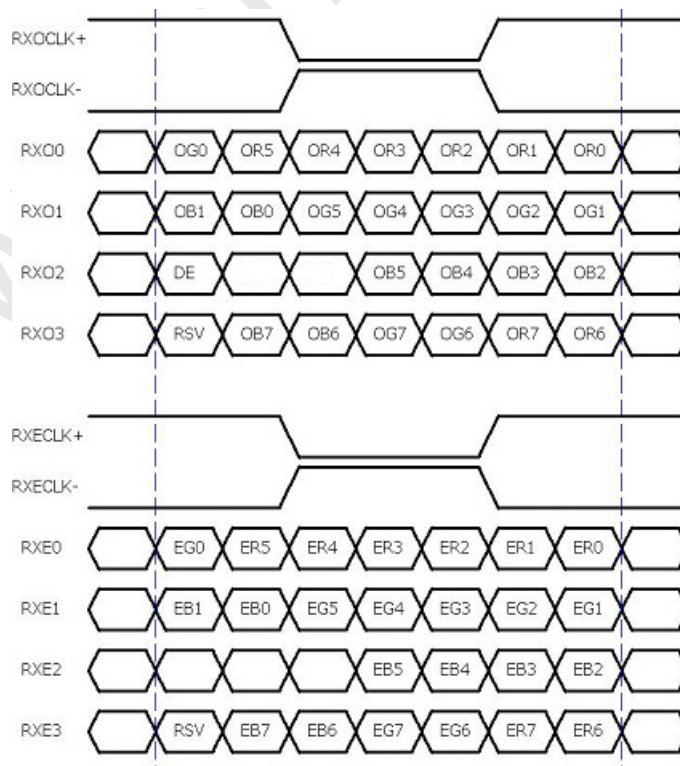 RXOCLK+
RXOCLK-
RXO0 OG0 OR5 OR4 OR3 OR2 OR1 OR0
RXO1 OB1 OB0 OG5 OG4 OG3 OG2 OG1
RXO2 DE OB5 OB4 OB3 OB2
RXO3 RSV OB7 OB6 OG7 OG6 OR7 OR6
RXECLK+
RXECLK-
RXE0 EG0 ER5 ER4 ER3 ER2 ER1 ER0
RXE1 EB1 EB0 EG5 EG4 EG3 EG2 EG1
RXE2 EB5 EB4 EB3 EB2
RXE3 RSV EB7 EB6 EG7 EG6 ER7 ER6